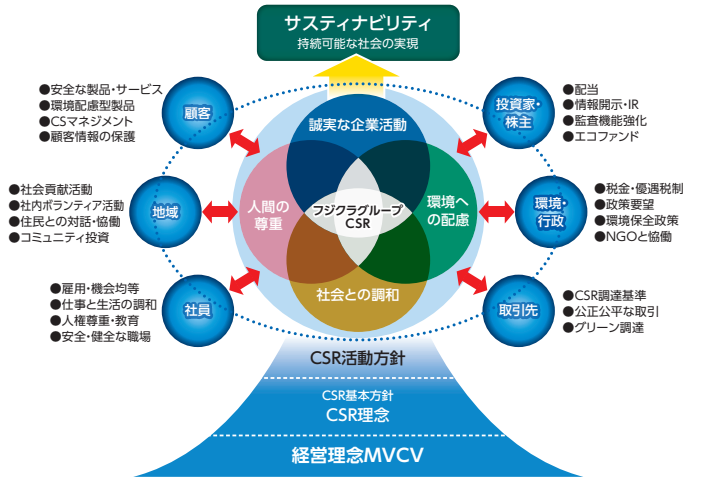 サスティナビリティ
持続可能な社会の実現
●安全な製品・サービス
●環境配慮型製品
●CSマネジメント
●顧客情報の保護
顧客
投資家・
株主
●配当
●情報開示・IR
●監査機能強化
●エコファンド
誠実な企業活動
●社会貢献活動
●社内ボランティア活動
●住民との対話・協働
●コミュニティ投資
地域
人間の
尊重
フジクラグループ
CSR
環境へ
の配慮
環境・
行政
●税金・優遇税制
●政策要望
●環境保全政策
●NGOと協働
社会との調和
●雇用・機会均等
●仕事と生活の調和
●人権尊重・教育
●安全・健全な職場
社員
取引先
●CSR調達基準
●公正公平な取引
●グリーン調達
CSR活動方針
CSR基本方針
CSR理念
経営理念MVCV